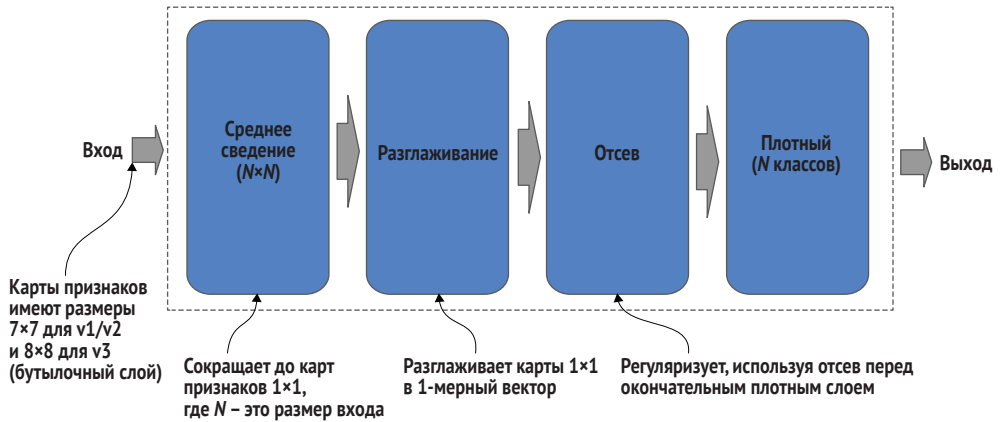 Вход
Среднее
сведение
(N×N)
Разглаживание
Отсев
Плотный
(N классов)
Выход
Карты признаков
имеют размеры
7×7 для v1/v2
и 8×8 для v3
(бутылочный слой)
Сокращает до карт
признаков 1×1,
где N – это размер входа
Разглаживает карты 1×1
в 1-мерный вектор
Регуляризует, используя отсев перед
окончательным плотным слоем